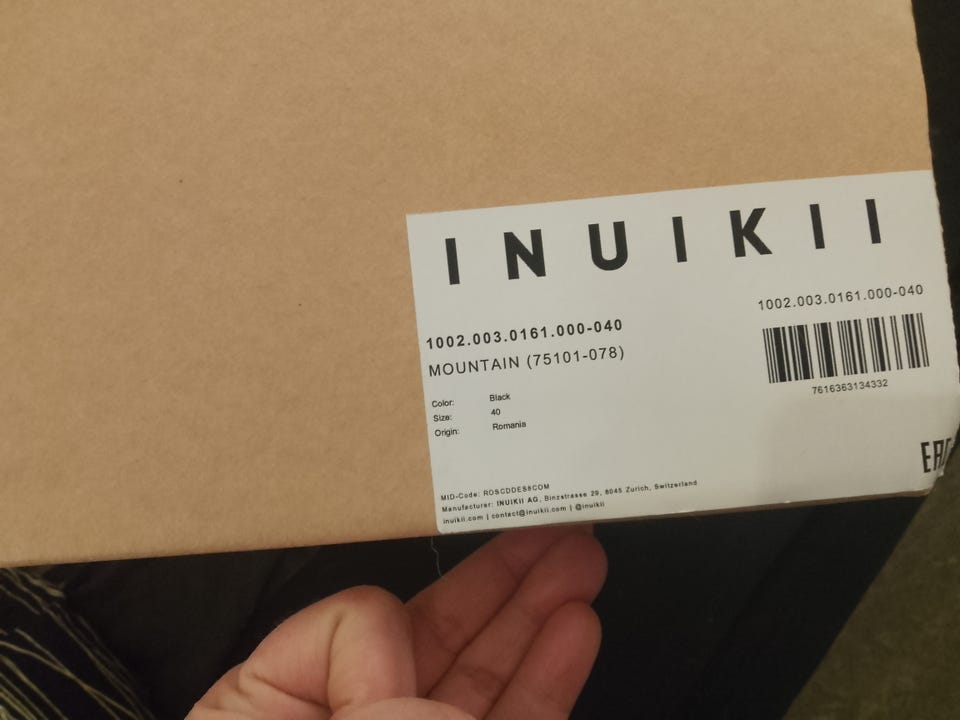 INUIKII
1002.003.0161.000-040
MOUNTAIN (75101-078)
Color: Black
Size: 40
Origin: Romania
1002.003.0161.000-040
7616363134332
EAC
MID-Code: ROSCDDES8COM
Manufacturer: INUIKII AG, Binzstrasse 29, 8045 Zurich, Switzerland
inuikii.com | contact@inuikii.com | @inuikii